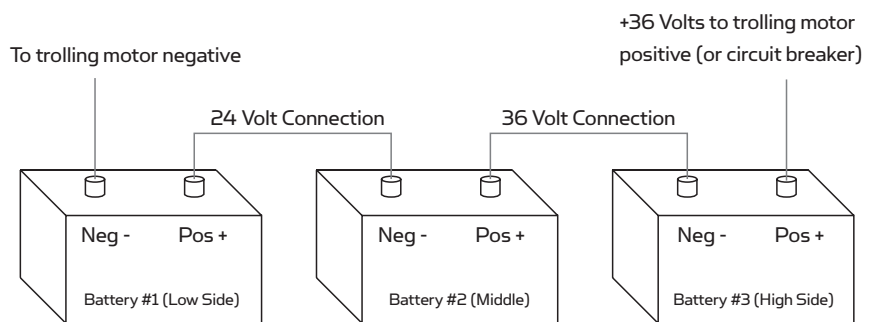 +36 Volts to trolling motor
positive (or circuit breaker)
To trolling motor negative
24 Volt Connection
36 Volt Connection
Neg -
Pos +
Neg -
Pos +
Neg -
Pos +
Battery #1 (Low Side)
Battery #2 (Middle)
Battery #3 (High Side)